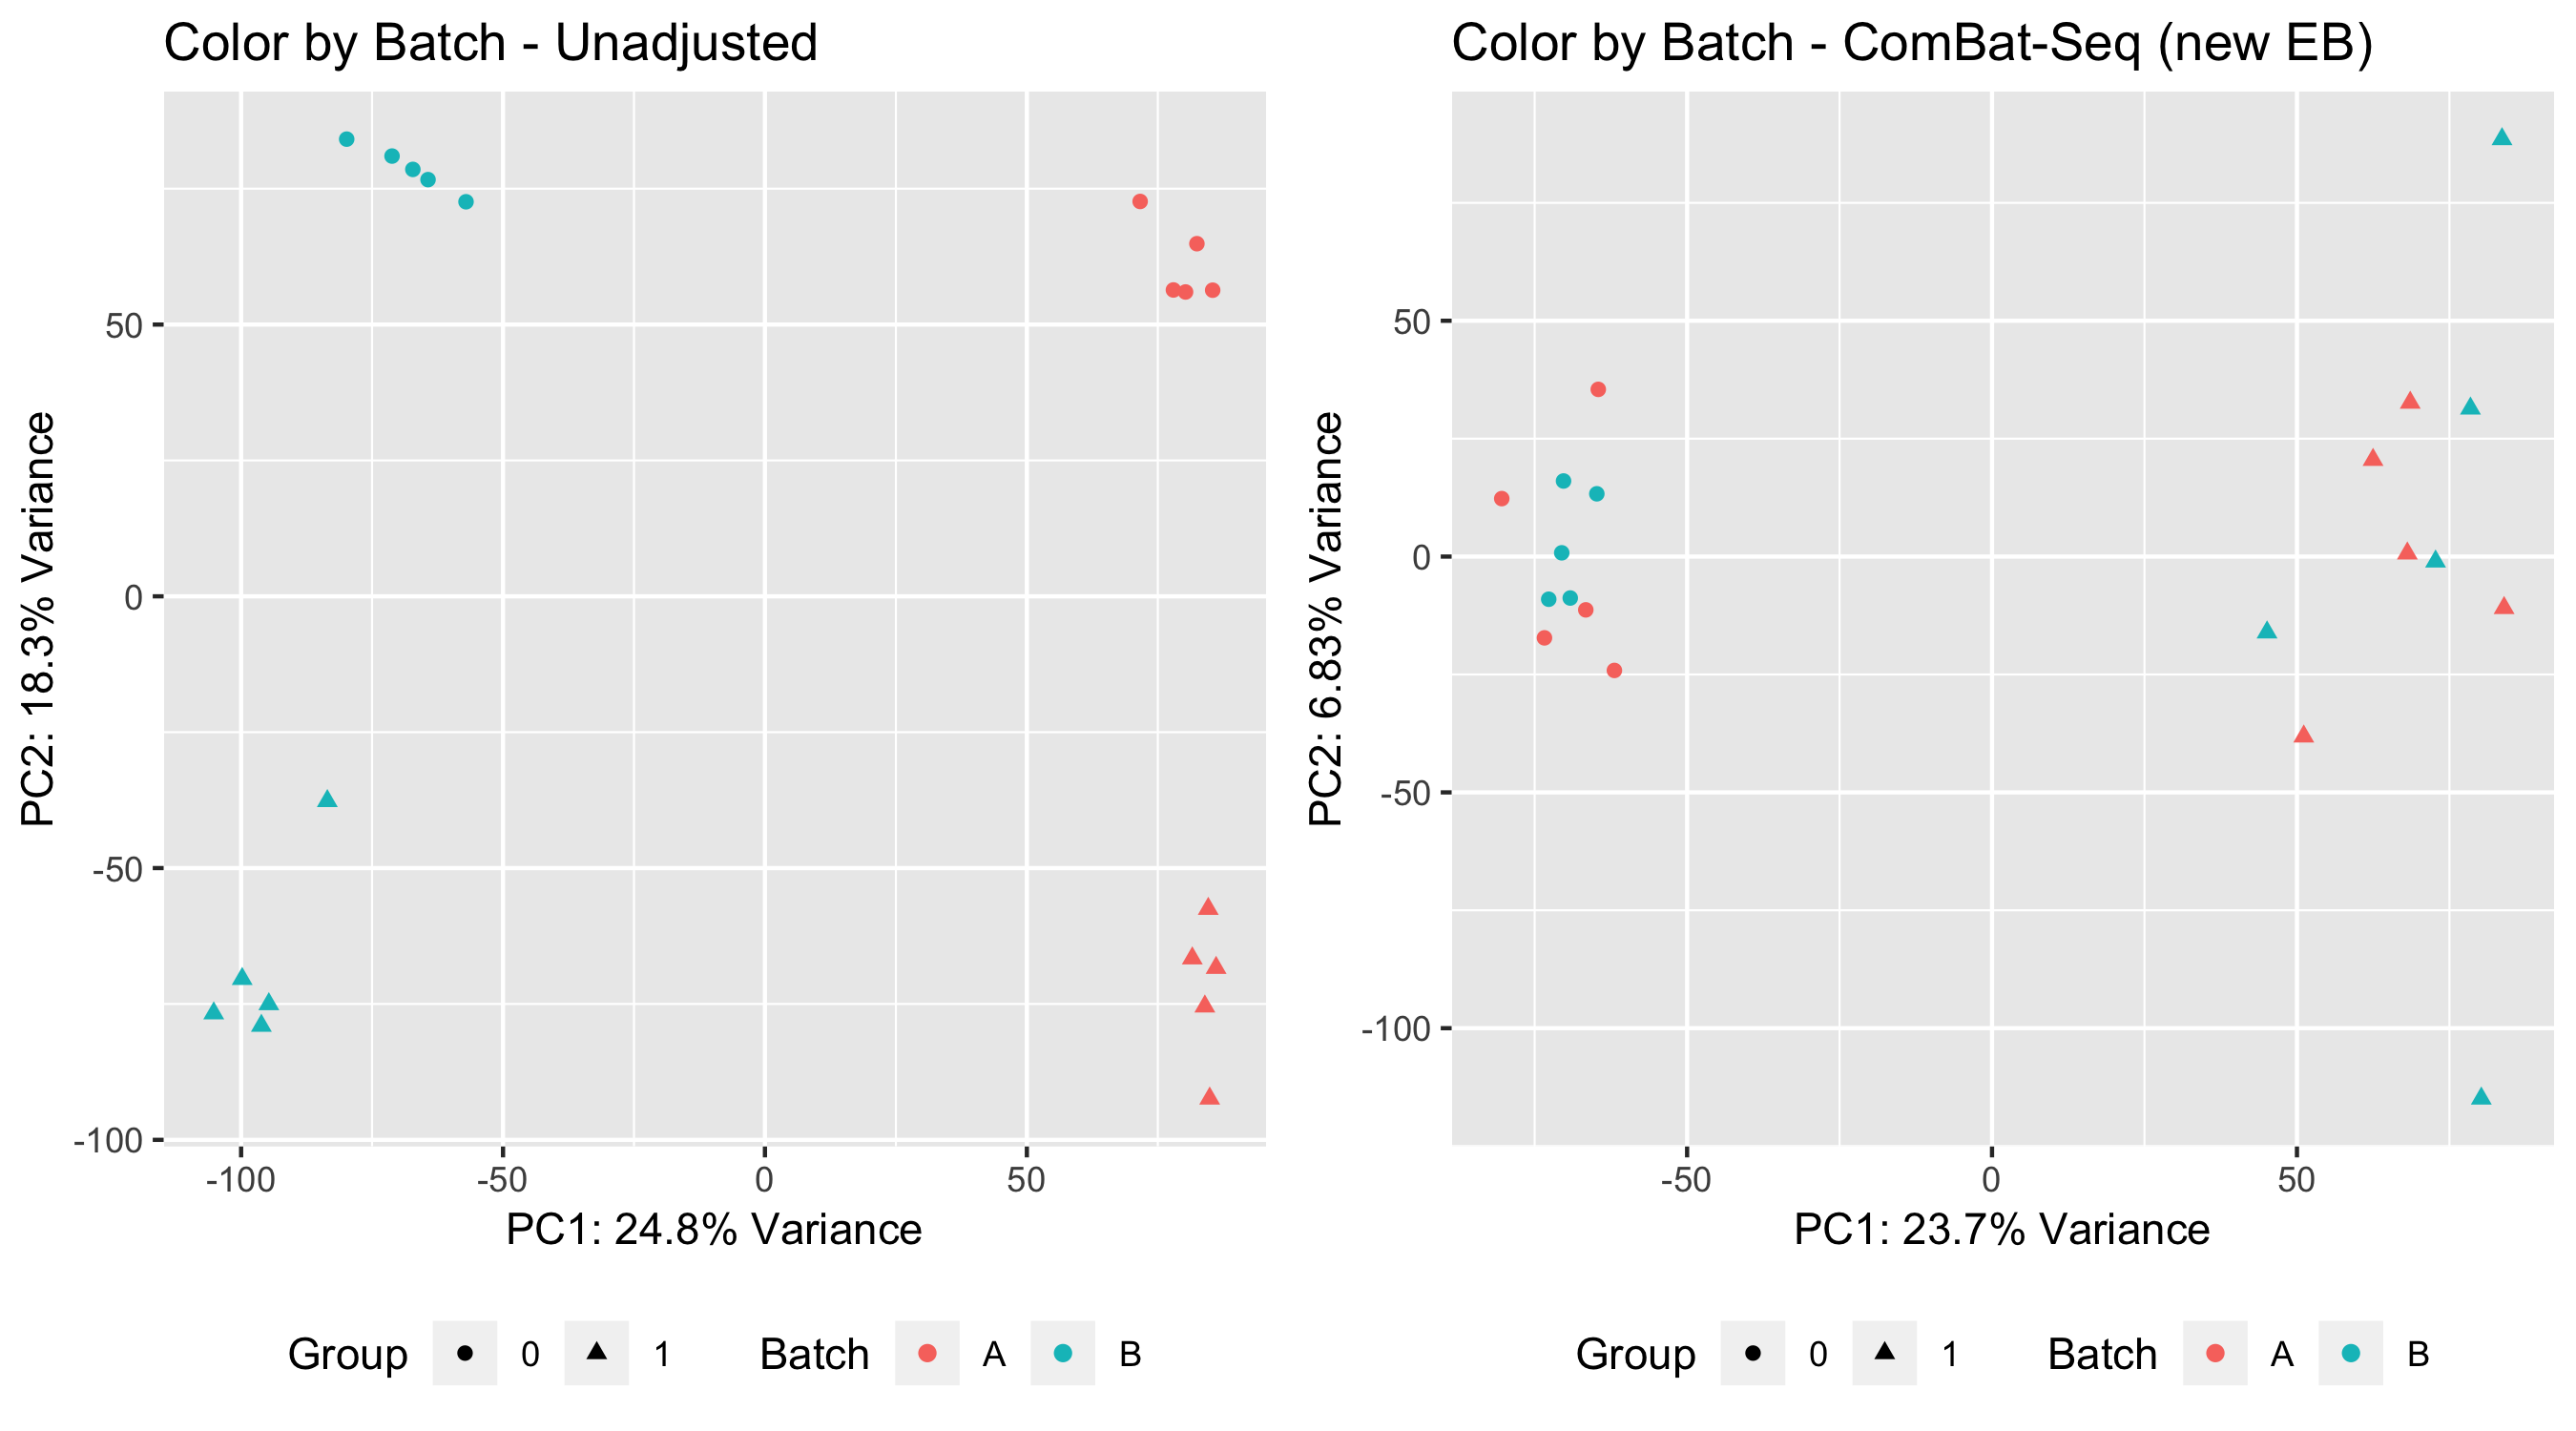 Color by Batch - Unadjusted
PC2: 18.3% Variance
50
0
-50
-100
-100 -50 0 50
PC1: 24.8% Variance
Group 0 1 Batch A B
Color by Batch - ComBat-Seq (new EB)
PC2: 6.83% Variance
50
0
-50
-100
-50 0 50
PC1: 23.7% Variance
Group 0 1 Batch A B